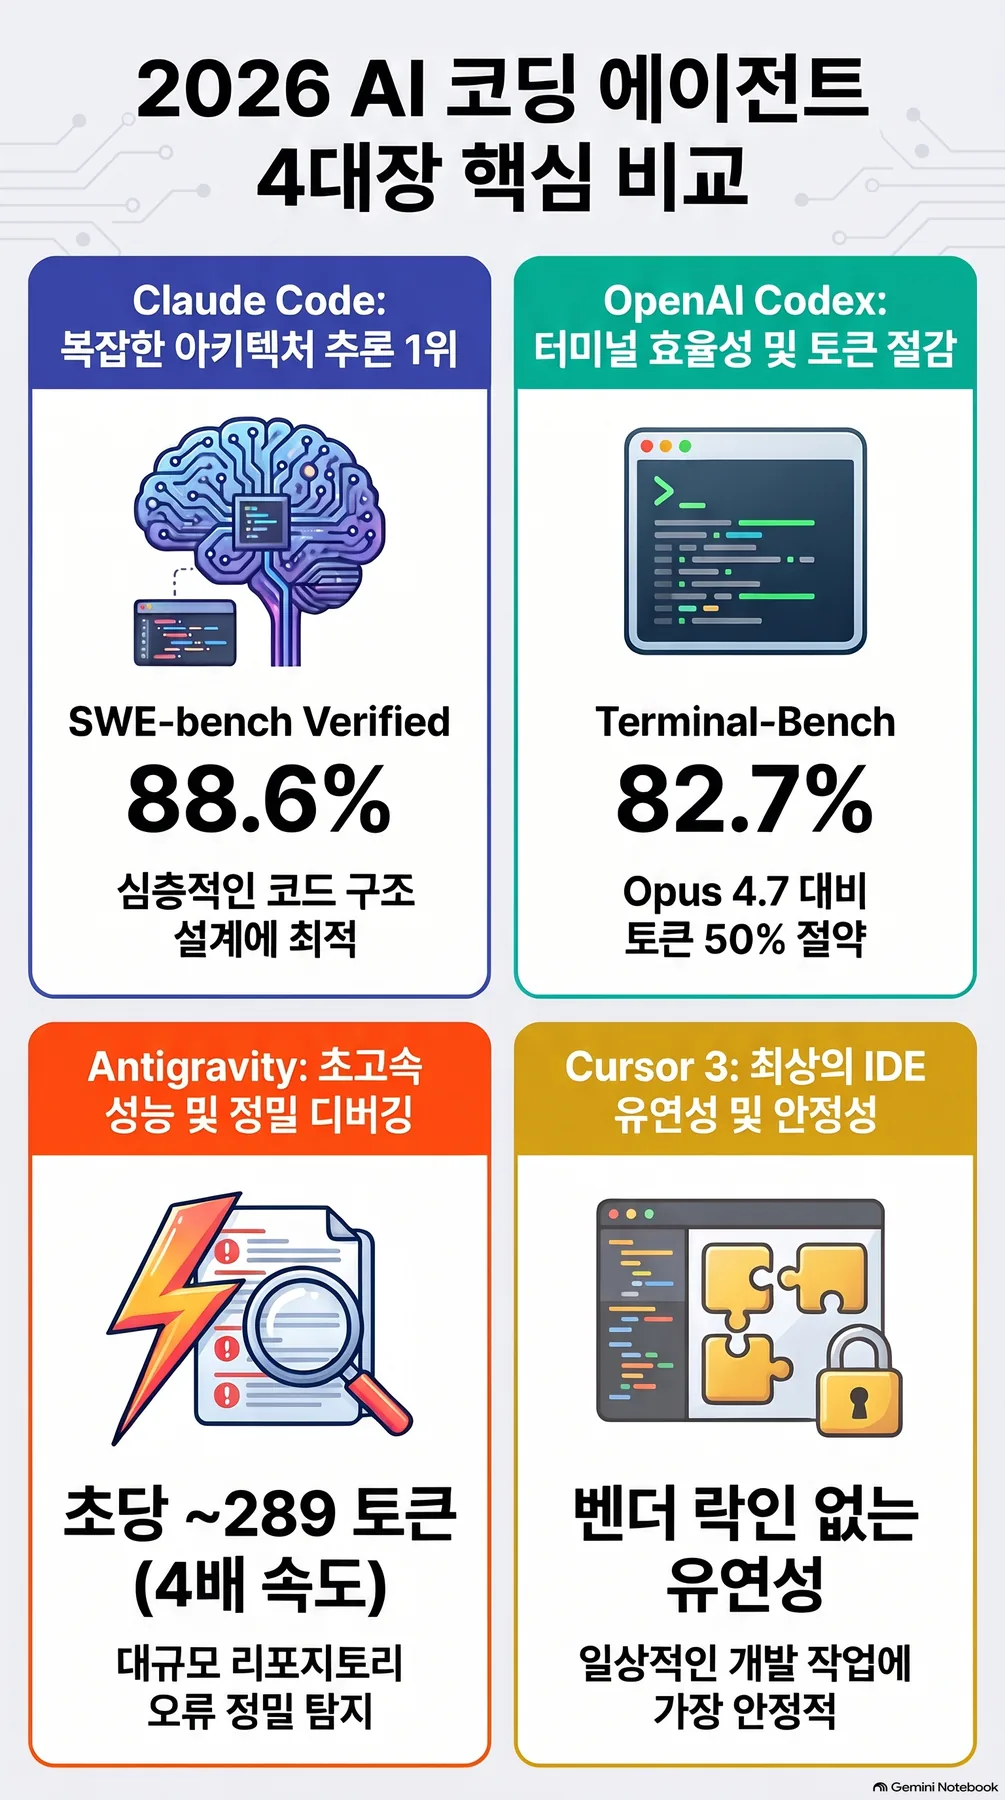 2026 AI 코딩 에이전트
4대장 핵심 비교
Claude Code:
복잡한 아키텍처 추론 1위
SWE-bench Verified
88.6%
심층적인 코드 구조
설계에 최적
OpenAI Codex:
터미널 효율성 및 토큰 절감
Terminal-Bench
82.7%
Opus 4.7 대비
토큰 50% 절약
Antigravity: 초고속
성능 및 정밀 디버깅
초당 ~289 토큰
(4배 속도)
대규모 리포지토리
오류 정밀 탐지
Cursor 3: 최상의 IDE
유연성 및 안정성
벤더 락인 없는
유연성
일상적인 개발 작업에
가장 안정적
Gemini Notebook